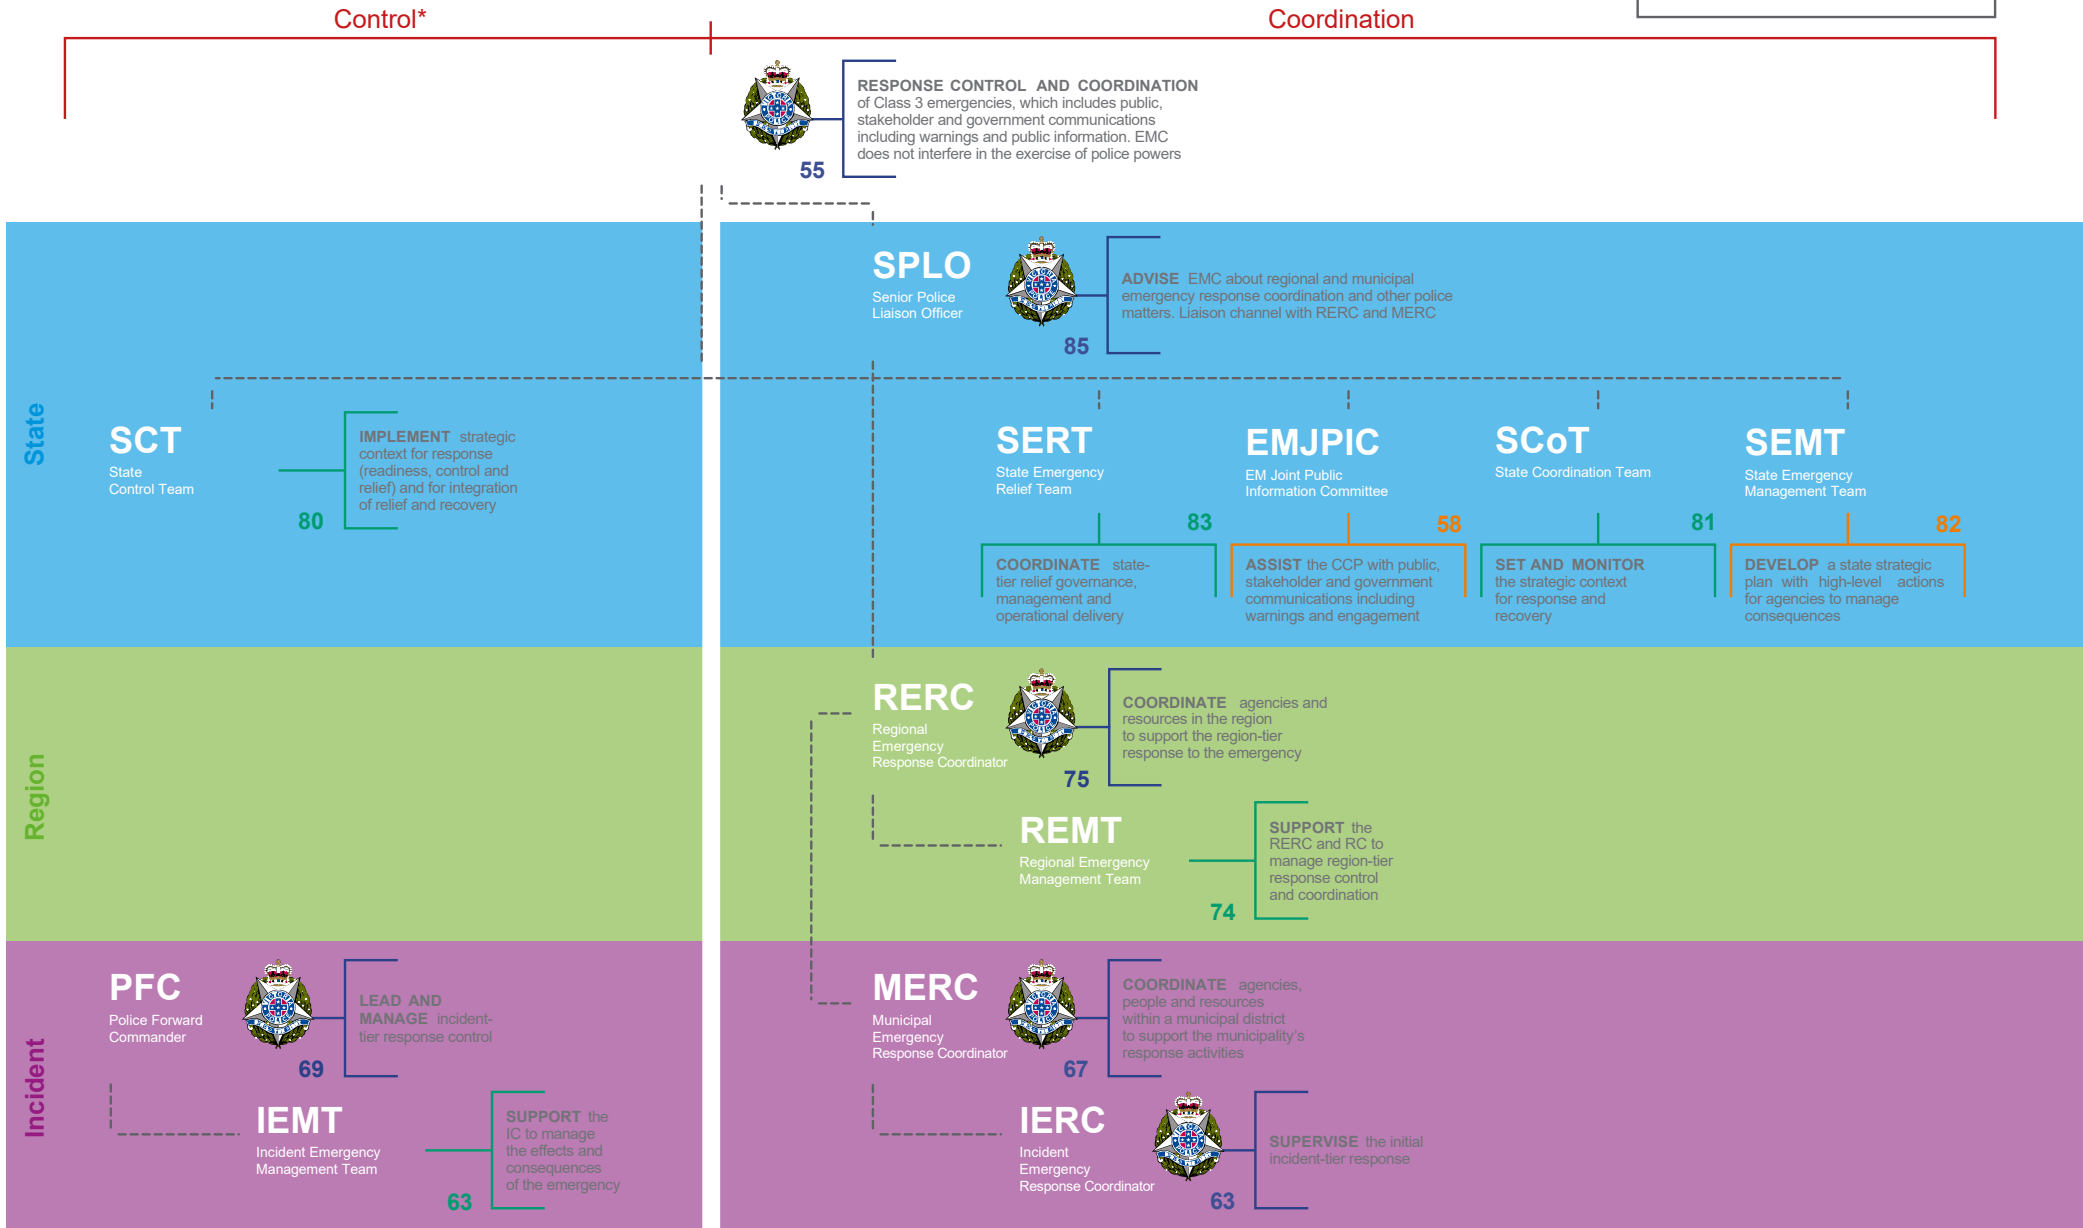 Control*
Coordination
RESPONSE CONTROL AND COORDINATION
of Class 3 emergencies, which includes public,
stakeholder and government communications
including warnings and public information. EMC
does not interfere in the exercise of police powers
55
SPLO
Senior Police
Liaison Officer
ADVISE EMC about regional and municipal
emergency response coordination and other police
matters. Liaison channel with RERC and MERC
85
State
SCT
State
Control Team
IMPLEMENT strategic
context for response
(readiness, control and
relief) and for integration
of relief and recovery
80
SERT
State Emergency
Relief Team
83
COORDINATE state-
tier relief governance,
management and
operational delivery
EMJPIC
EM Joint Public
Information Committee
58
ASSIST the CCP with public,
stakeholder and government
communications including
warnings and engagement
SCoT
State Coordination Team
81
SET AND MONITOR
the strategic context
for response and
recovery
SEMT
State Emergency
Management Team
82
DEVELOP a state strategic
plan with high-level actions
for agencies to manage
consequences
Region
RERC
Regional
Emergency
Response Coordinator
COORDINATE agencies and
resources in the region
to support the region-tier
response to the emergency
75
REMT
Regional Emergency
Management Team
SUPPORT the
RERC and RC to
manage region-tier
response control
and coordination
74
Incident
PFC
Police Forward
Commander
LEAD AND
MANAGE incident-
tier response control
69
IEMT
Incident Emergency
Management Team
SUPPORT the
IC to manage
the effects and
consequences
of the emergency
63
MERC
Municipal
Emergency
Response Coordinator
COORDINATE agencies,
people and resources
within a municipal district
to support the municipality's
response activities
67
IERC
Incident
Emergency
Response Coordinator
SUPERVISE the initial
incident-tier response
63